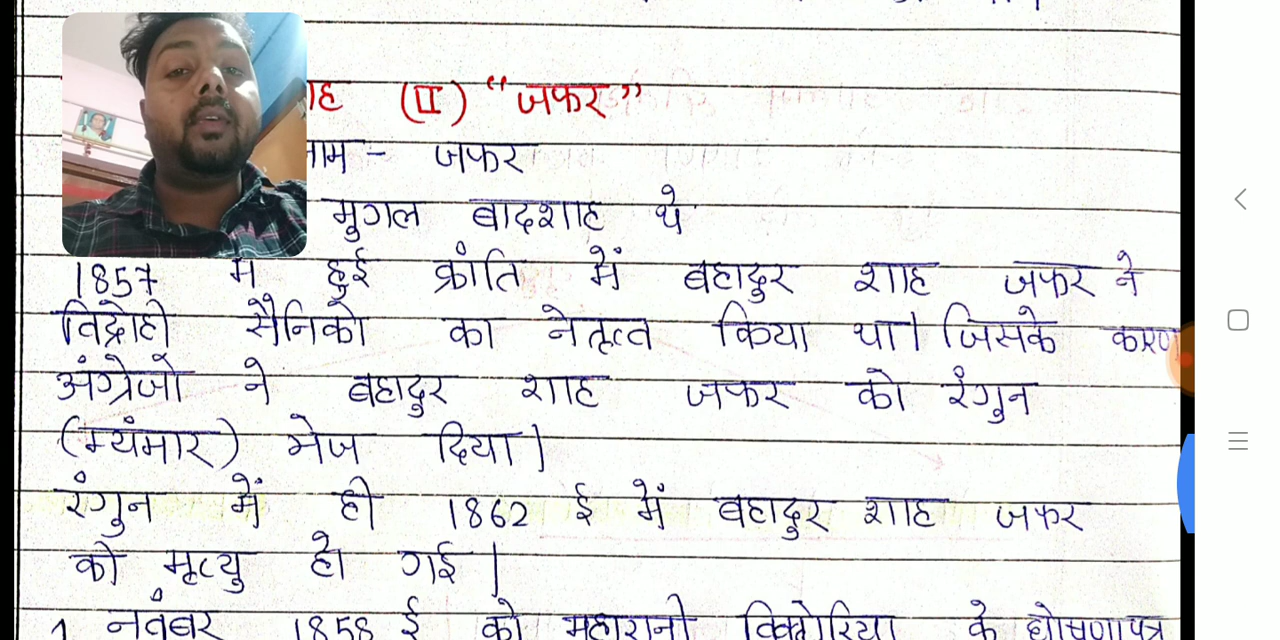 ाह (II) “जफर”
नाम - जफर
मुगल बादशाह थे
1857 में हुई क्रांति में बहादुर शाह जफर ने
विद्रोही सैनिको का नेतृत्व किया था। जिसके करण
अंग्रेजो ने बहादुर शाह जफर को रंगुन
(म्यंमार) भेज दिया।
रंगुन में ही 1862 ई में बहादुर शाह जफर
की मृत्यु हो गई।
1 नवंबर 1858 ई को महारानी विक्टोरिया के घोषणापत्र